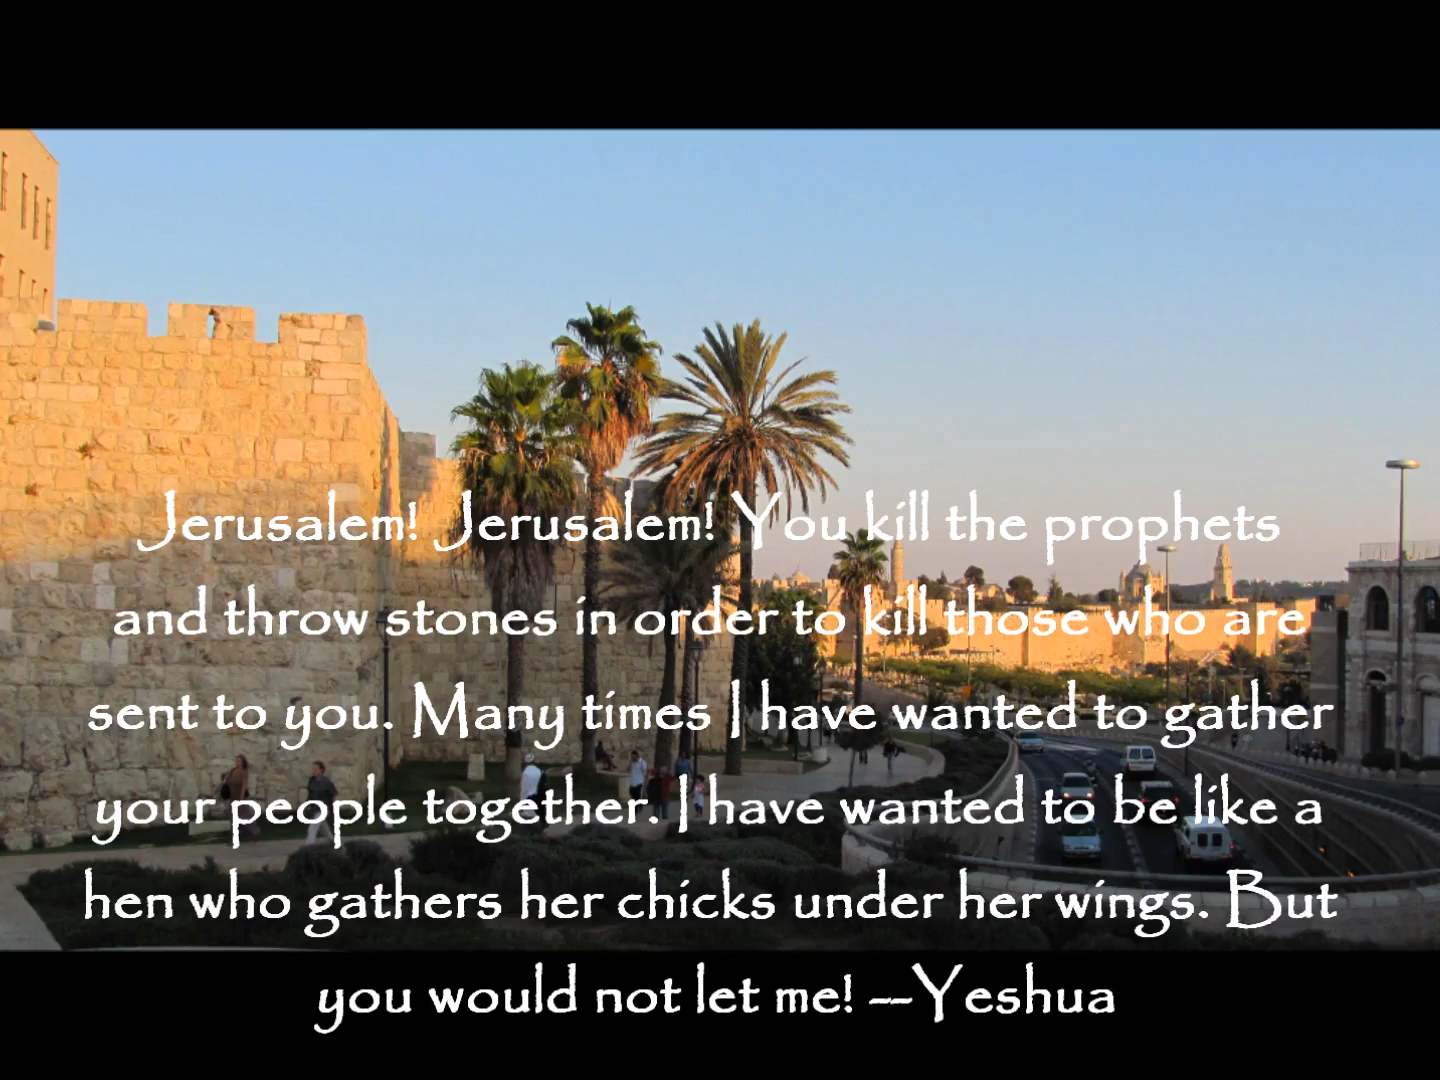 Jerusalem! Jerusalem! You kill the prophets
and throw stones in order to kill those who are
sent to you. Many times I have wanted to gather
your people together. I have wanted to be like a
hen who gathers her chicks under her wings. But
you would not let me! --Yeshua